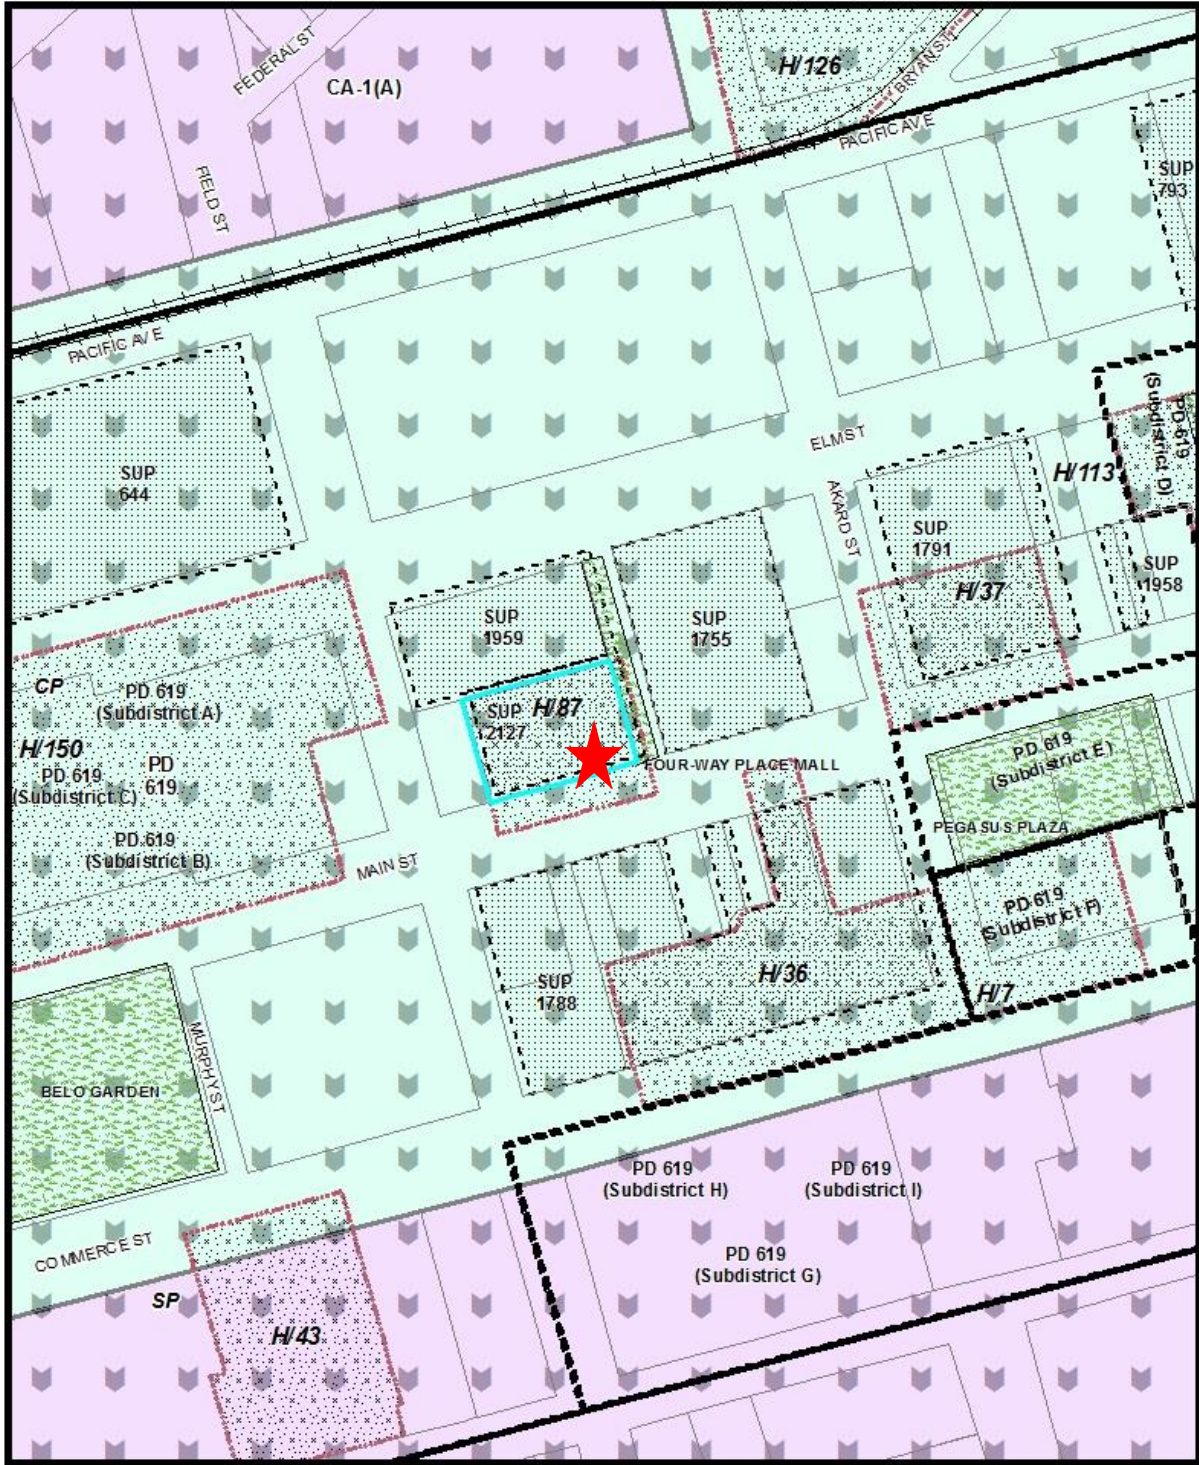 FEDERAL ST
CA-1(A)
H/126
BRYAN ST
PACIFIC AVE
FIELD ST
SUP
793
PACIFIC AVE
SUP
644
ELM ST
AKARD ST
PD 619
(Subdistrict D)
H/113
SUP
1791
SUP
1958
H/37
SUP
1959
SUP
1755
CP
PD 619
(Subdistrict A)
H/150
PD 619
(Subdistrict C)
PD
619
PD 619
(Subdistrict B)
SUP
2127
H/87
FOUR-WAY PLACE MALL
PD 619
(Subdistrict E)
PEGASUS PLAZA
MAIN ST
PD 619
(Subdistrict F)
H/36
H/7
SUP
1788
MURPHY ST
BELO GARDEN
PD 619
(Subdistrict H)
PD 619
(Subdistrict I)
COMMERCE ST
PD 619
(Subdistrict G)
SP
H/43